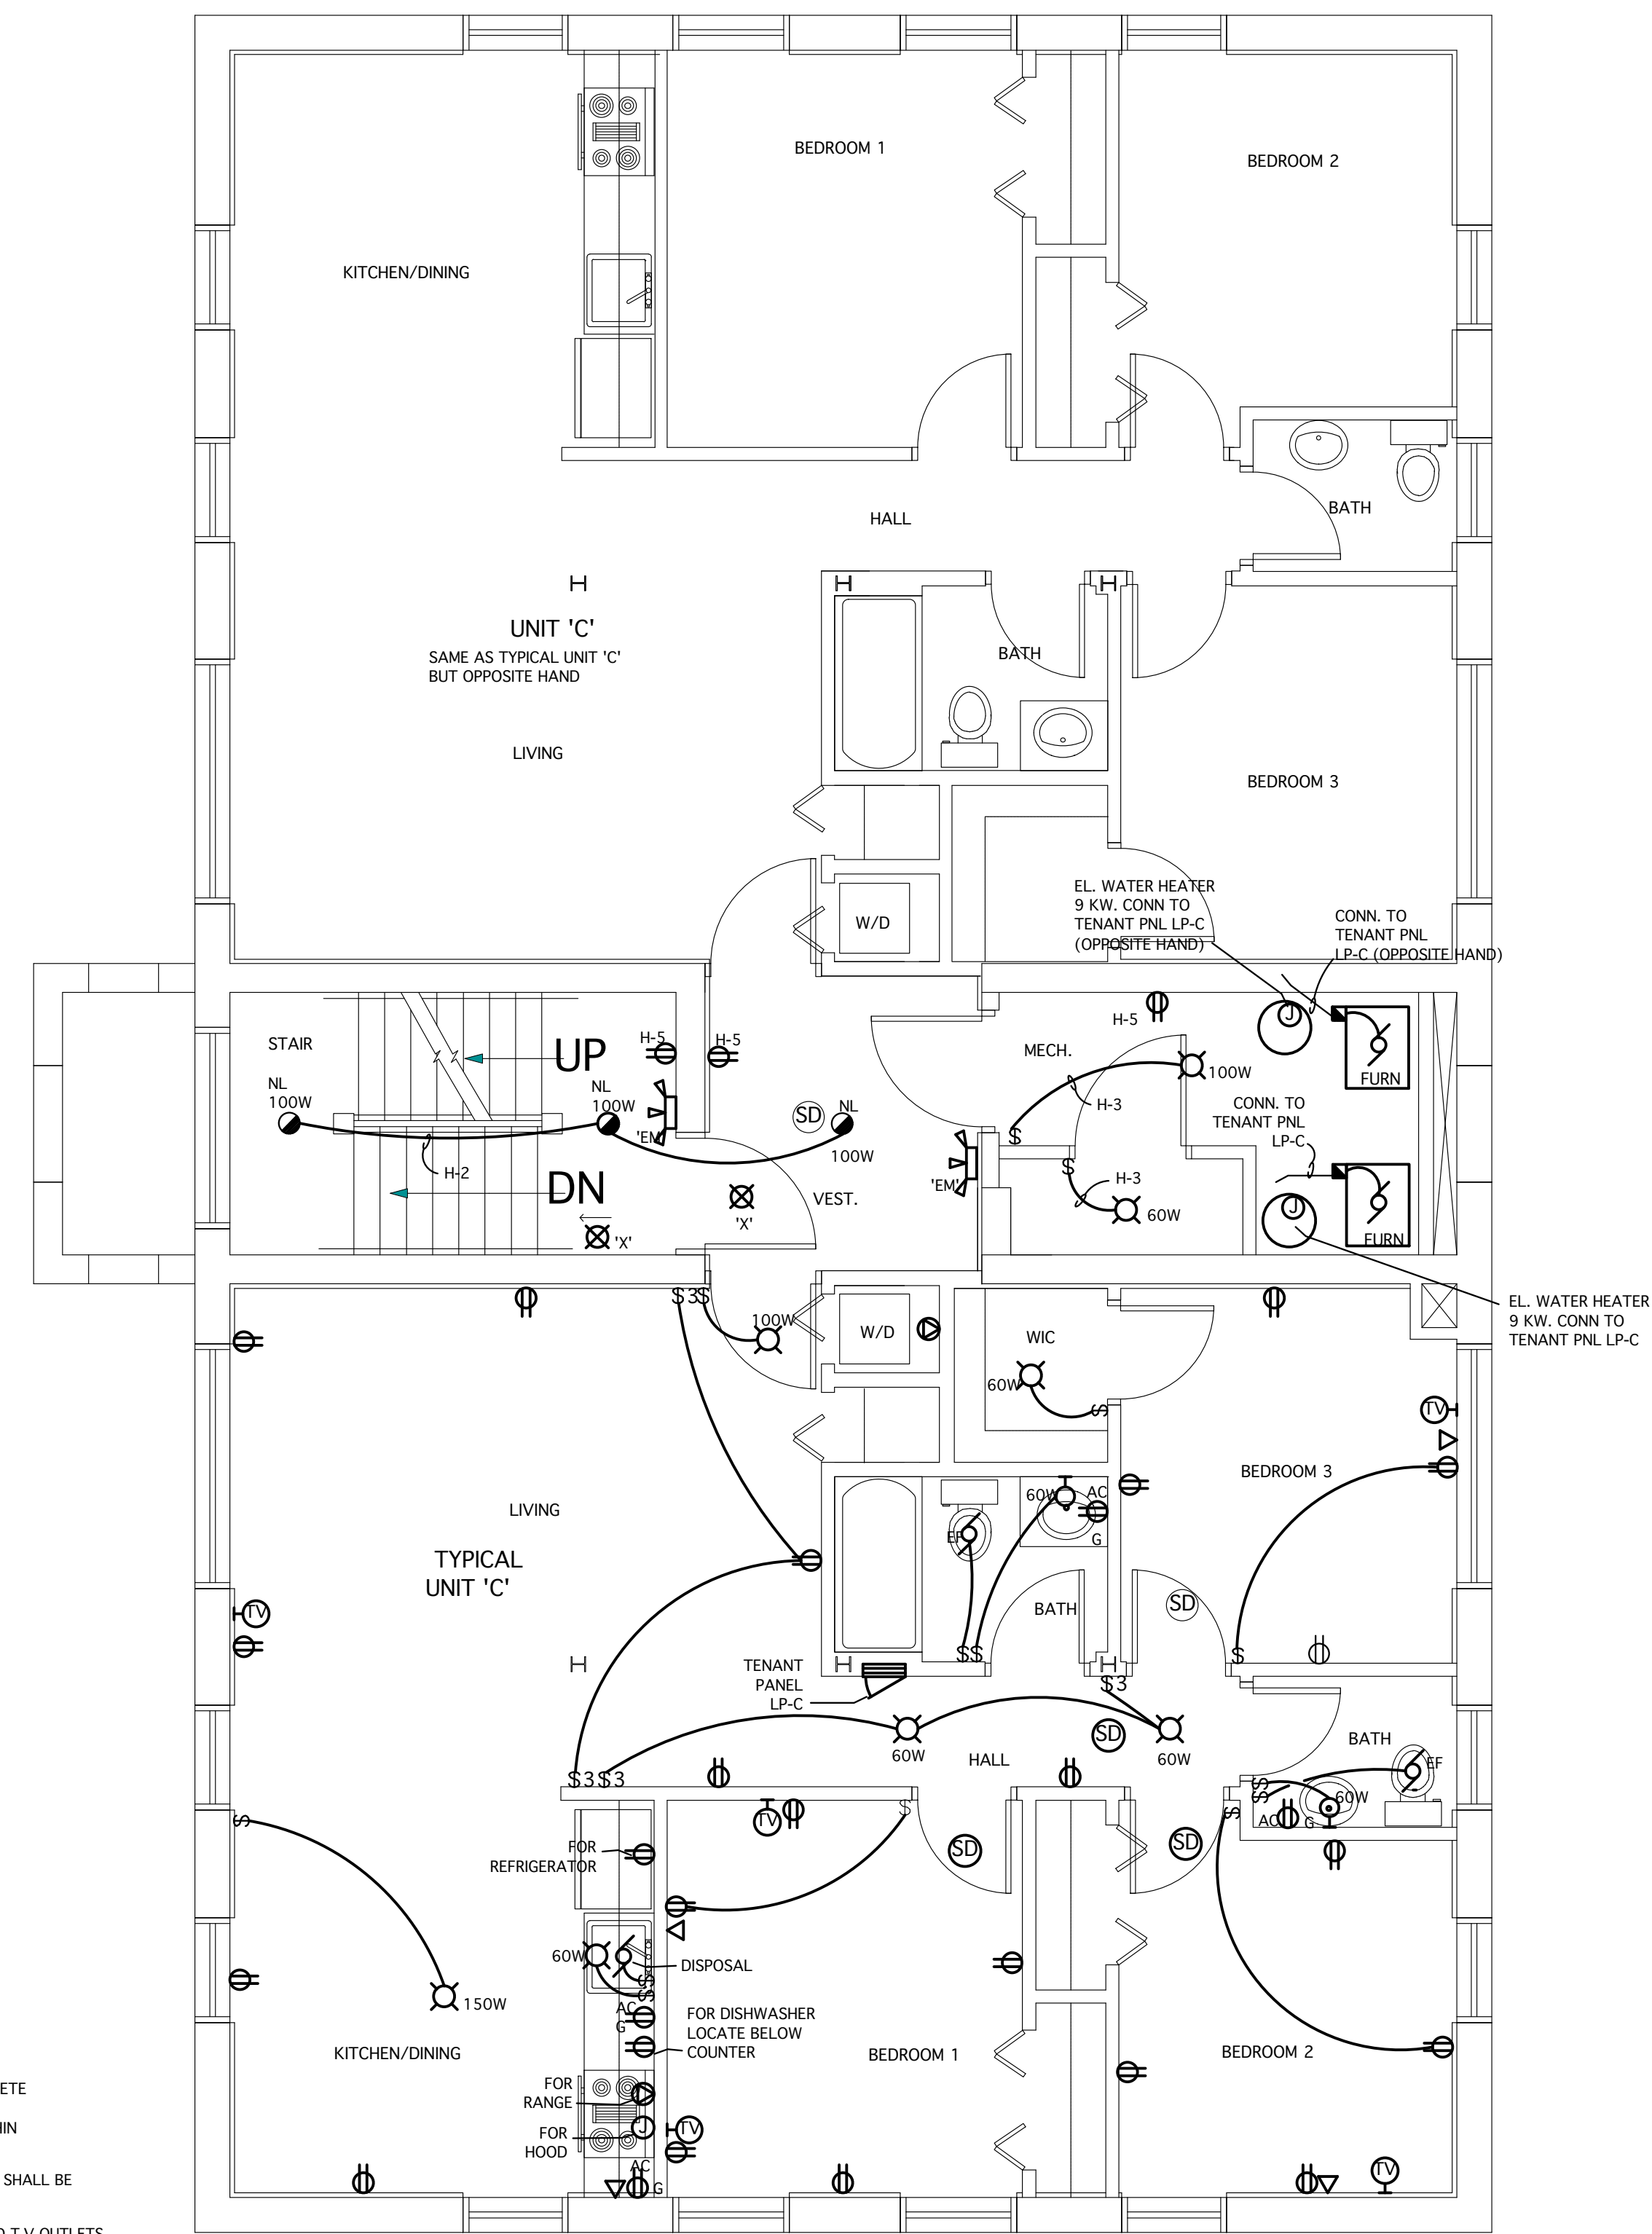 BEDROOM 1
BEDROOM 2
KITCHEN/DINING
HALL
BATH
H
H
H
UNIT 'C'
SAME AS TYPICAL UNIT 'C'
BUT OPPOSITE HAND
BATH
LIVING
BEDROOM 3
EL. WATER HEATER
9 KW. CONN TO
TENANT PNL LP-C
(OPPOSITE HAND)
CONN. TO
TENANT PNL
LP-C (OPPOSITE HAND)
W/D
STAIR
UP
H-5
H-5
H-5
MECH.
J
FURN
NL
100W
NL
100W
'EM'
SD
NL
100W
100W
H-3
CONN. TO
TENANT PNL
LP-C
$
$
H-2
DN
'EM'
VEST.
'X'
'X'
H-3
60W
J
FURN
EL. WATER HEATER
9 KW. CONN TO
TENANT PNL LP-C
$3$
100W
W/D
WIC
60W
$
TV
BEDROOM 3
LIVING
60W
AC
G
EF
TYPICAL
UNIT 'C'
TV
BATH
SD
$$
$
H
H
H
TENANT
PANEL
LP-C
$3
SD
60W
60W
HALL
BATH
EF
$3$3
$
$
60W
AC
G
$
$
TV
$
SD
SD
FOR
REFRIGERATOR
60W
DISPOSAL
$
$
150W
AC
G
FOR DISHWASHER
LOCATE BELOW
COUNTER
KITCHEN/DINING
BEDROOM 1
BEDROOM 2
FOR
RANGE
FOR
HOOD
J
TV
AC
G
TV
ETE
HIN
SHALL BE
T.V OUTLETS